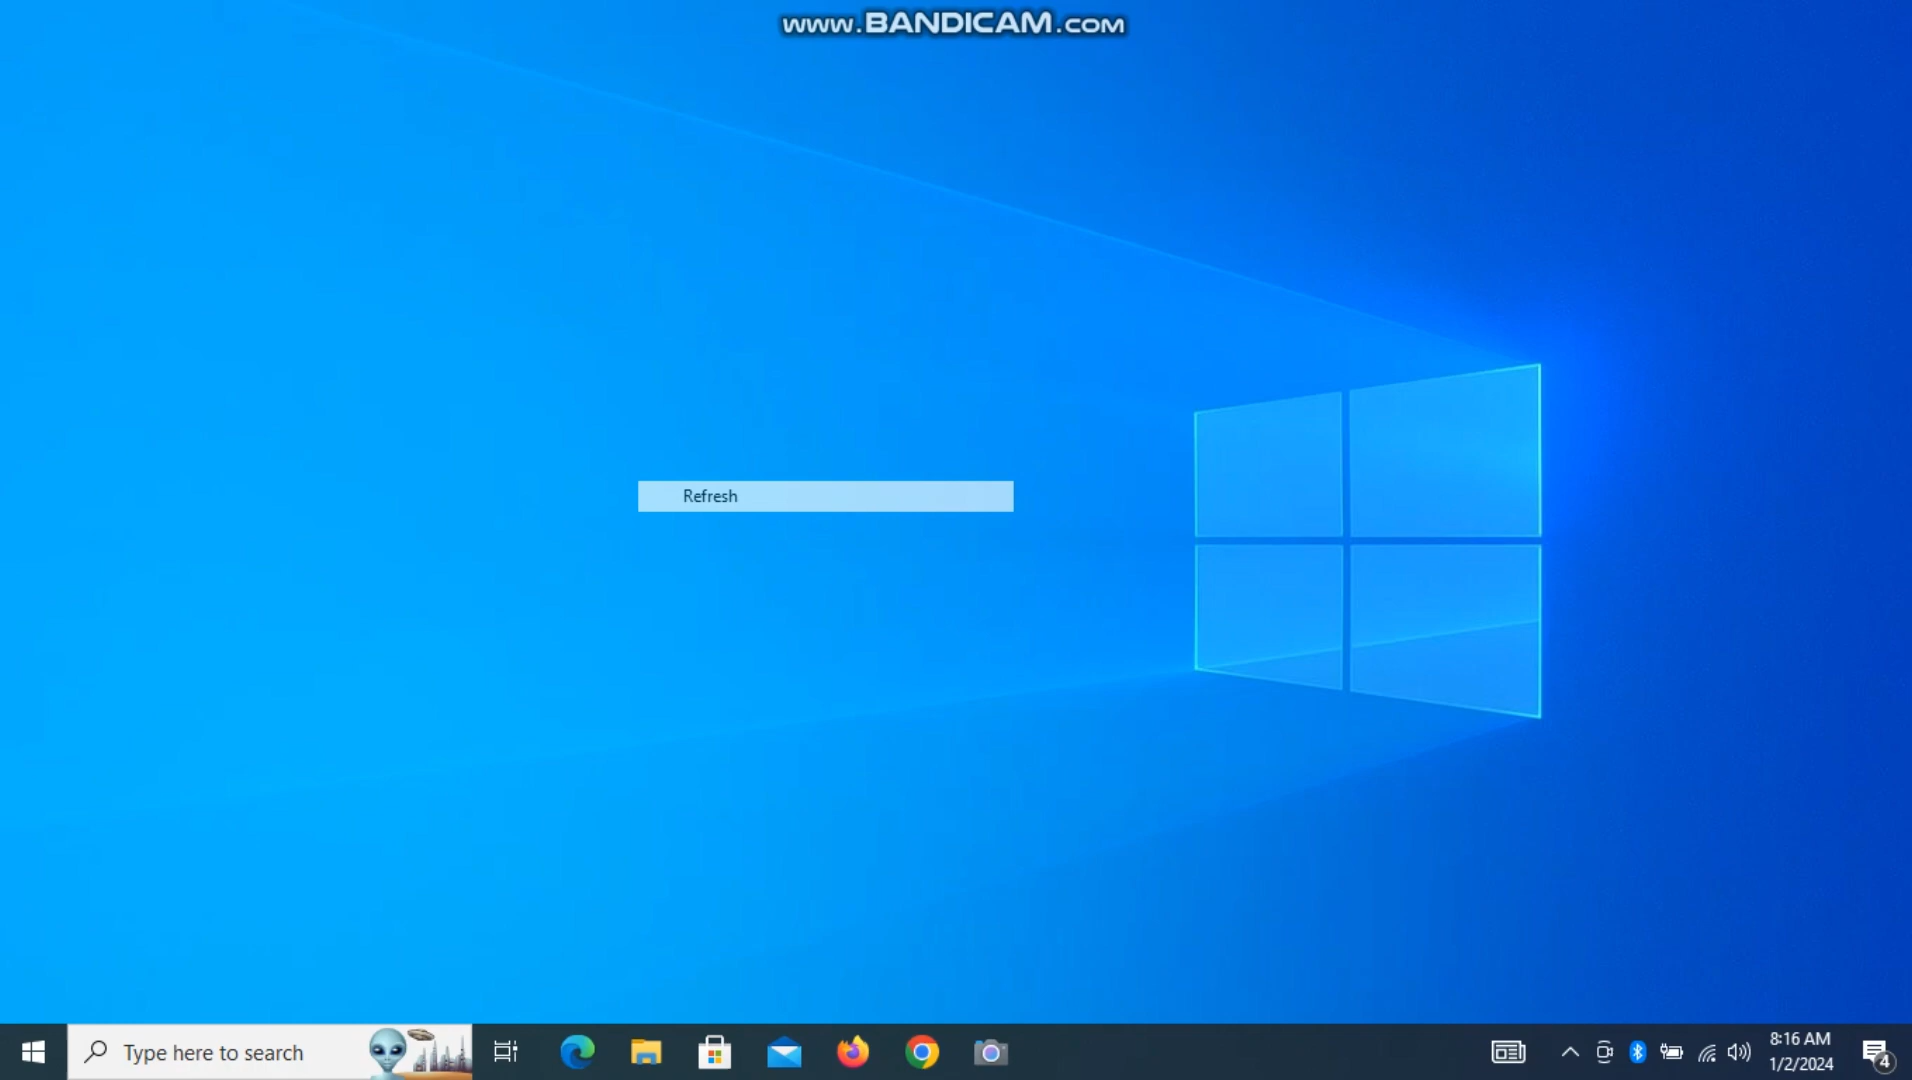 www.BANDICAM.com
Refresh
Type here to search
8:16 AM
1/2/2024
4